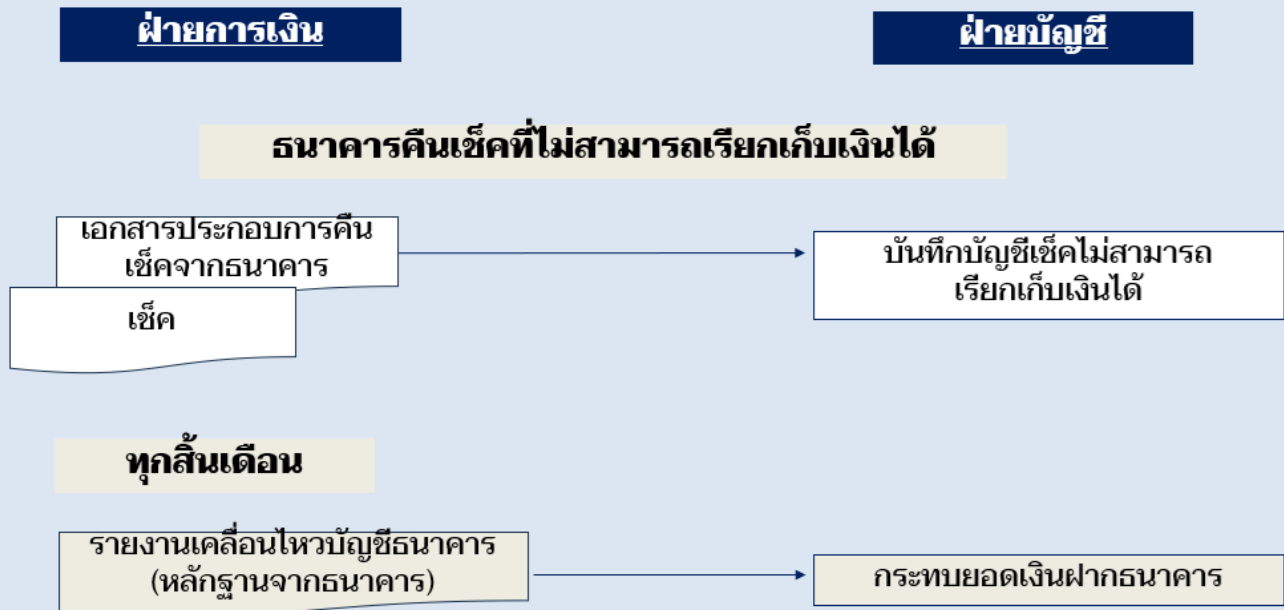 ฝ่ายการเงิน
ฝ่ายบัญชี
ธนาคารคืนเช็คที่ไม่สามารถเรียกเก็บเงินได้
เอกสารประกอบการคืน
เช็คจากธนาคาร
เช็ค
บันทึกบัญชีเช็คไม่สามารถ
เรียกเก็บเงินได้
ทุกสิ้นเดือน
รายงานเคลื่อนไหวบัญชีธนาคาร
(หลักฐานจากธนาคาร)
กระทบยอดเงินฝากธนาคาร